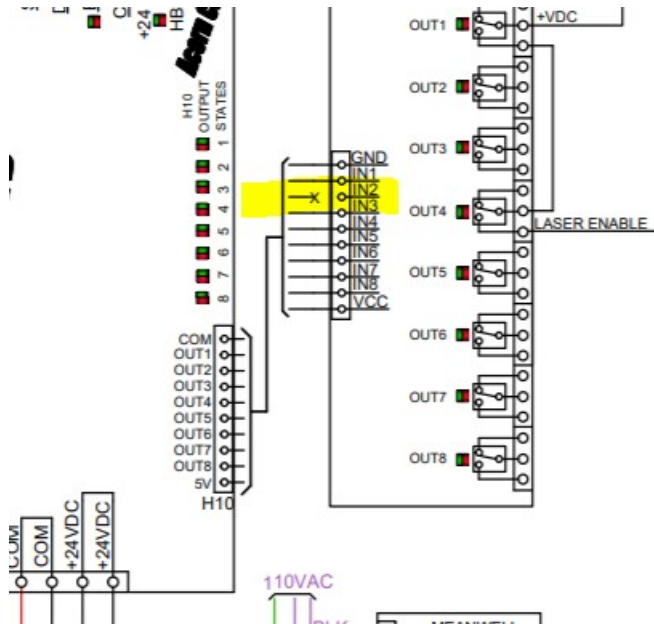 +24
HB
Acorn
H10
OUTPUT
STATES
1
2
3
4
5
6
7
8
COM
OUT1
OUT2
OUT3
OUT4
OUT5
OUT6
OUT7
OUT8
5V
H10
GND
IN1
X
IN2
IN3
IN4
IN5
IN6
IN7
IN8
VCC
OUT1
+VDC
OUT2
OUT3
OUT4
LASER ENABLE
OUT5
OUT6
OUT7
OUT8
COM
COM
+24VDC
+24VDC
110VAC
BLK
MEANWELL